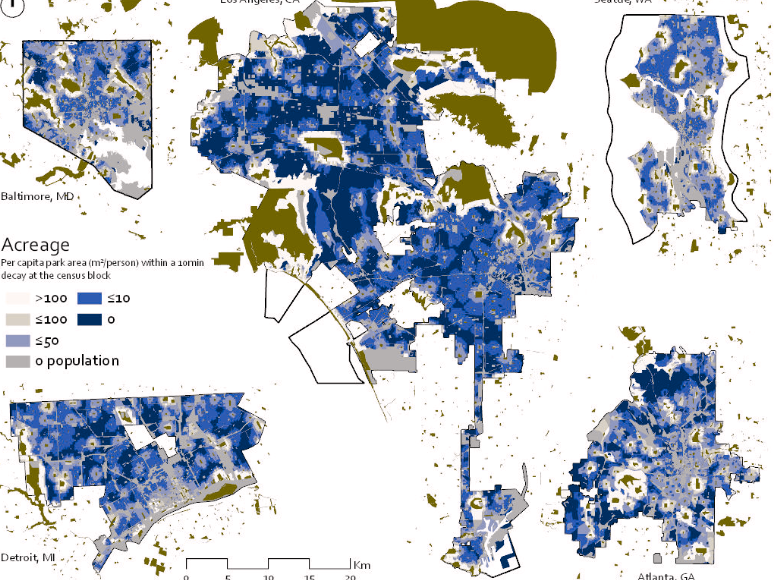 1
Los Angeles, CA
Seattle, WA
Baltimore, MD
Acreage
Per capita park area (m²/person) within a 10min
decay at the census block
>100 ≤10
≤100 0
≤50
0 population
Detroit, MI
Km
0 5 10 15 20
Atlanta, GA